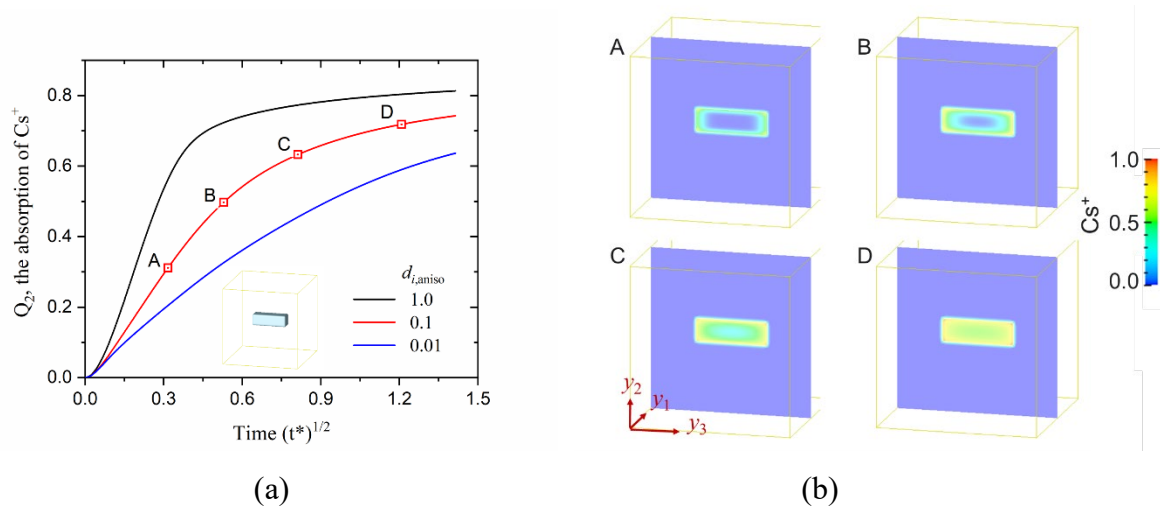 0.8
0.6
0.4
0.2
0.0
Q₂, the absorption of Cs⁺
A
B
C
D
d_{i,aniso}
1.0
0.1
0.01
0.0 0.3 0.6 0.9 1.2 1.5
Time (t*)^{1/2}
(a)
A
B
C
D
y₂
y₁
y₃
1.0
0.5
0.0
Cs⁺
(b)